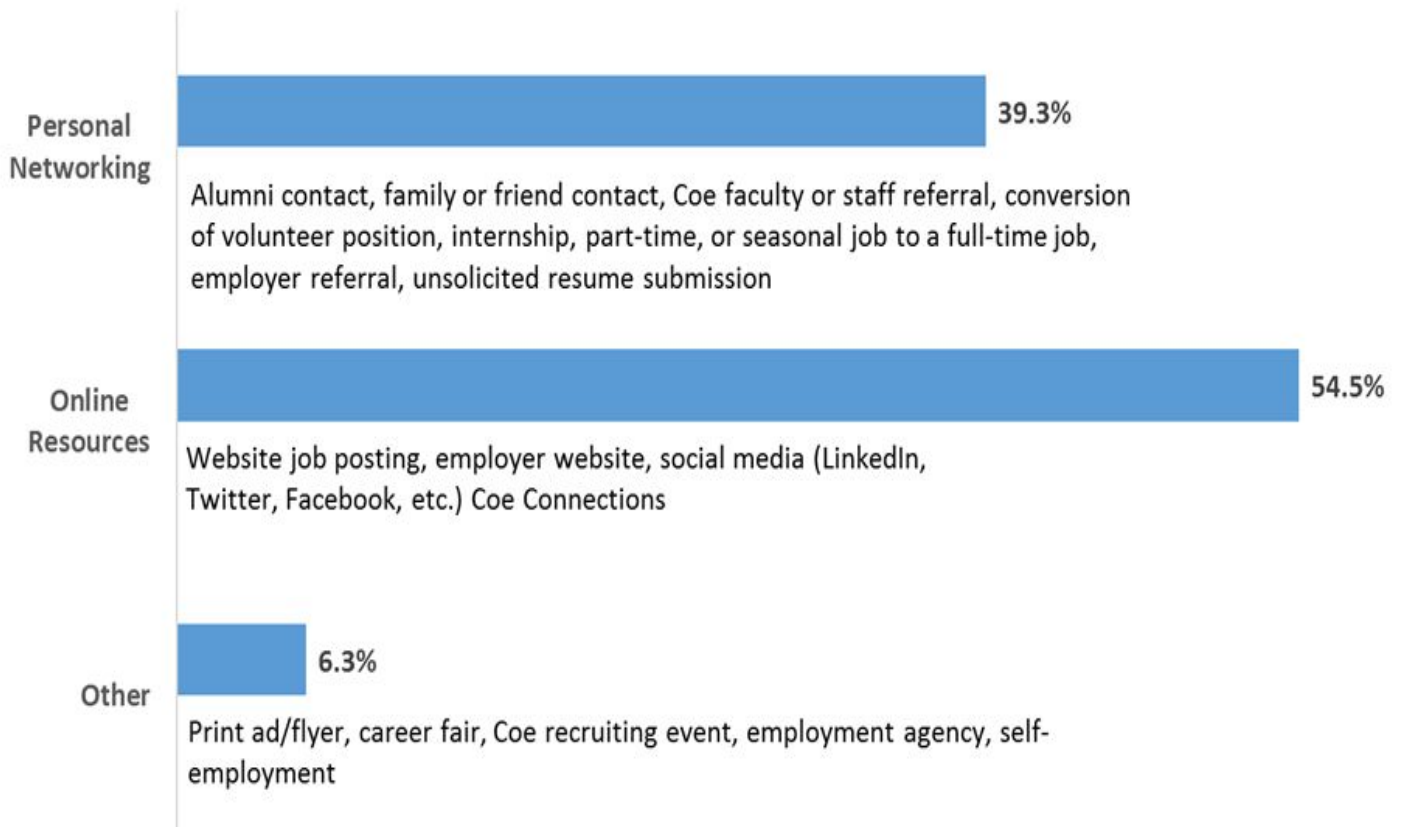 39.3%
Personal
Networking
Alumni contact, family or friend contact, Coe faculty or staff referral, conversion
of volunteer position, internship, part-time, or seasonal job to a full-time job,
employer referral, unsolicited resume submission
54.5%
Online
Resources
Website job posting, employer website, social media (LinkedIn,
Twitter, Facebook, etc.) Coe Connections
6.3%
Other
Print ad/flyer, career fair, Coe recruiting event, employment agency, self-
employment